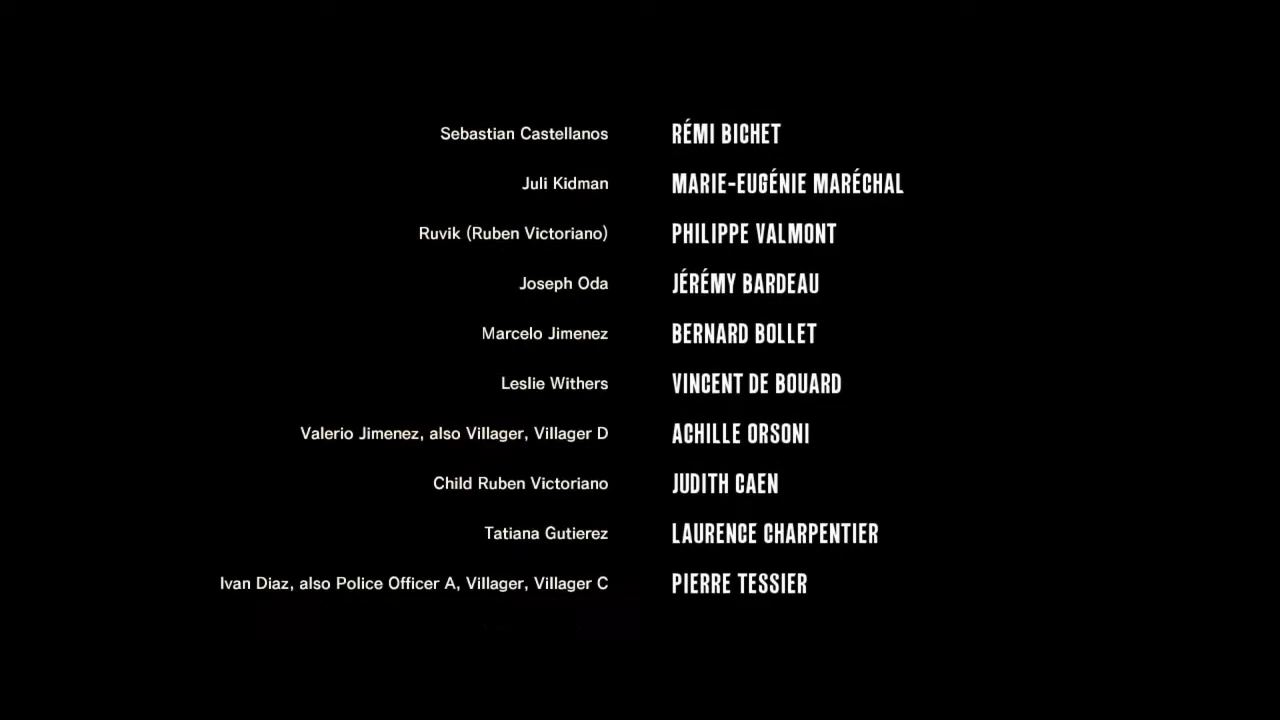 Sebastian Castellanos RÉMI BICHET
Juli Kidman MARIE-EUGÉNIE MARÉCHAL
Ruvik (Ruben Victoriano) PHILIPPE VALMONT
Joseph Oda JÉRÉMY BARDEAU
Marcelo Jimenez BERNARD BOLLET
Leslie Withers VINCENT DE BOUARD
Valerio Jimenez, also Villager, Villager D ACHILLE ORSONI
Child Ruben Victoriano JUDITH CAEN
Tatiana Gutierez LAURENCE CHARPENTIER
Ivan Diaz, also Police Officer A, Villager, Villager C PIERRE TESSIER